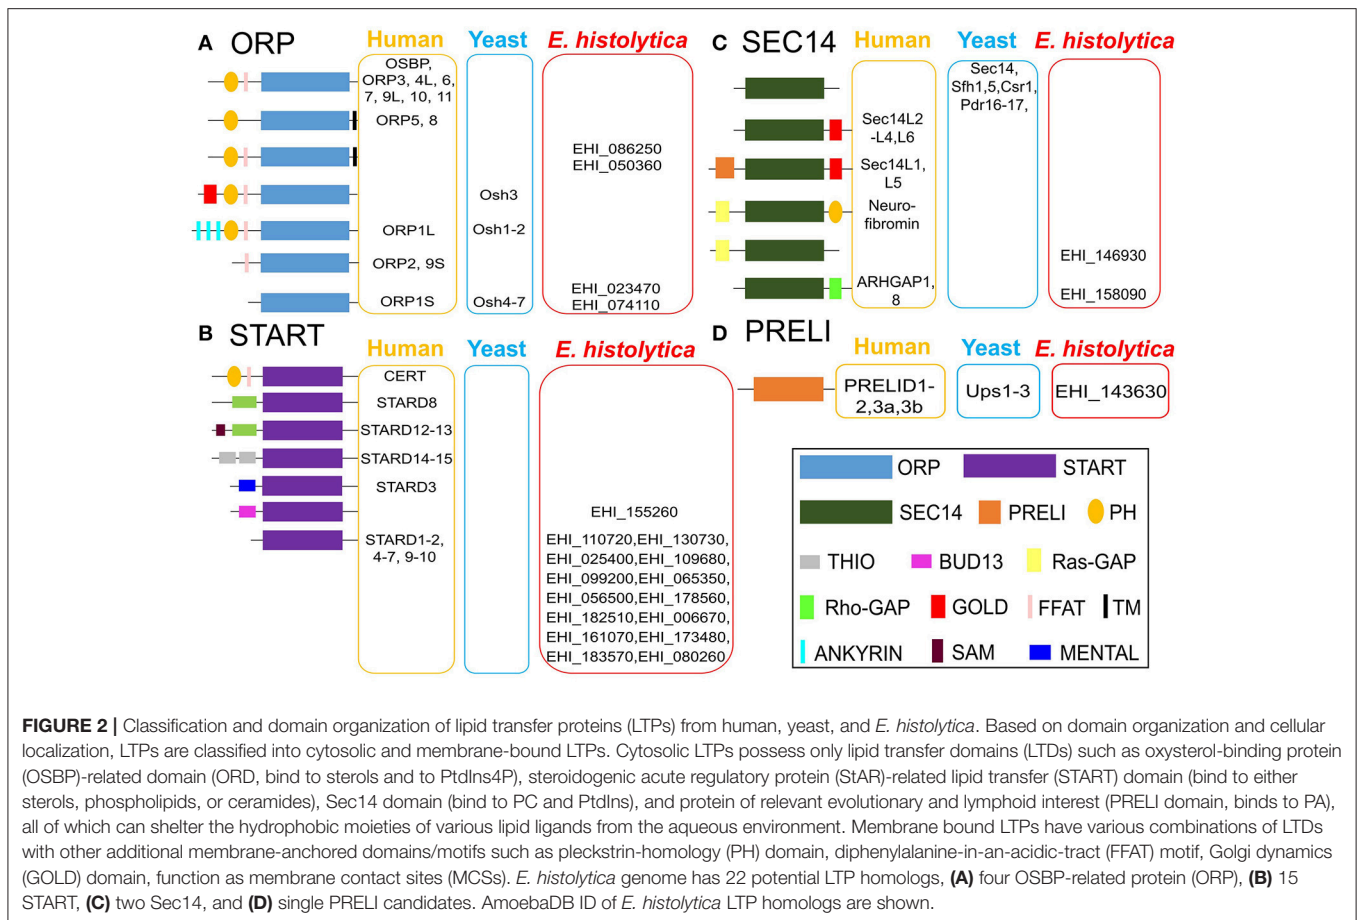 A ORP
Human Yeast E. histolytica
OSBP,
ORP3, 4L, 6,
7, 9L, 10, 11
ORP5, 8
EHI_086250
EHI_050360
Osh3
ORP1L Osh1-2
ORP2, 9S
ORP1S Osh4-7
EHI_023470
EHI_074110
B START
Human Yeast E. histolytica
CERT
STARD8
STARD12-13
STARD14-15
STARD3
EHI_155260
STARD1-2,
4-7, 9-10
EHI_110720,EHI_130730,
EHI_025400,EHI_109680,
EHI_099200,EHI_065350,
EHI_056500,EHI_178560,
EHI_182510,EHI_006670,
EHI_161070,EHI_173480,
EHI_183570,EHI_080260
C SEC14
Human Yeast E. histolytica
Sec14,
Sfh1,5,Csr1,
Pdr16-17,
Sec14L2
-L4,L6
Sec14L1,
L5
Neuro-
fibromin
EHI_146930
ARHGAP1,
8
EHI_158090
D PRELI
Human Yeast E. histolytica
PRELID1-
2,3a,3b
Ups1-3
EHI_143630
ORP START
SEC14 PRELI PH
THIO BUD13 Ras-GAP
Rho-GAP GOLD FFAT TM
ANKYRIN SAM MENTAL
FIGURE 2 | Classification and domain organization of lipid transfer proteins (LTPs) from human, yeast, and E. histolytica. Based on domain organization and cellular
localization, LTPs are classified into cytosolic and membrane-bound LTPs. Cytosolic LTPs possess only lipid transfer domains (LTDs) such as oxysterol-binding protein
(OSBP)-related domain (ORD, bind to sterols and to PtdIns4P), steroidogenic acute regulatory protein (StAR)-related lipid transfer (START) domain (bind to either
sterols, phospholipids, or ceramides), Sec14 domain (bind to PC and PtdIns), and protein of relevant evolutionary and lymphoid interest (PRELI domain, binds to PA),
all of which can shelter the hydrophobic moieties of various lipid ligands from the aqueous environment. Membrane bound LTPs have various combinations of LTDs
with other additional membrane-anchored domains/motifs such as pleckstrin-homology (PH) domain, diphenylalanine-in-an-acidic-tract (FFAT) motif, Golgi dynamics
(GOLD) domain, function as membrane contact sites (MCSs). E. histolytica genome has 22 potential LTP homologs, (A) four OSBP-related protein (ORP), (B) 15
START, (C) two Sec14, and (D) single PRELI candidates. AmoebaDB ID of E. histolytica LTP homologs are shown.